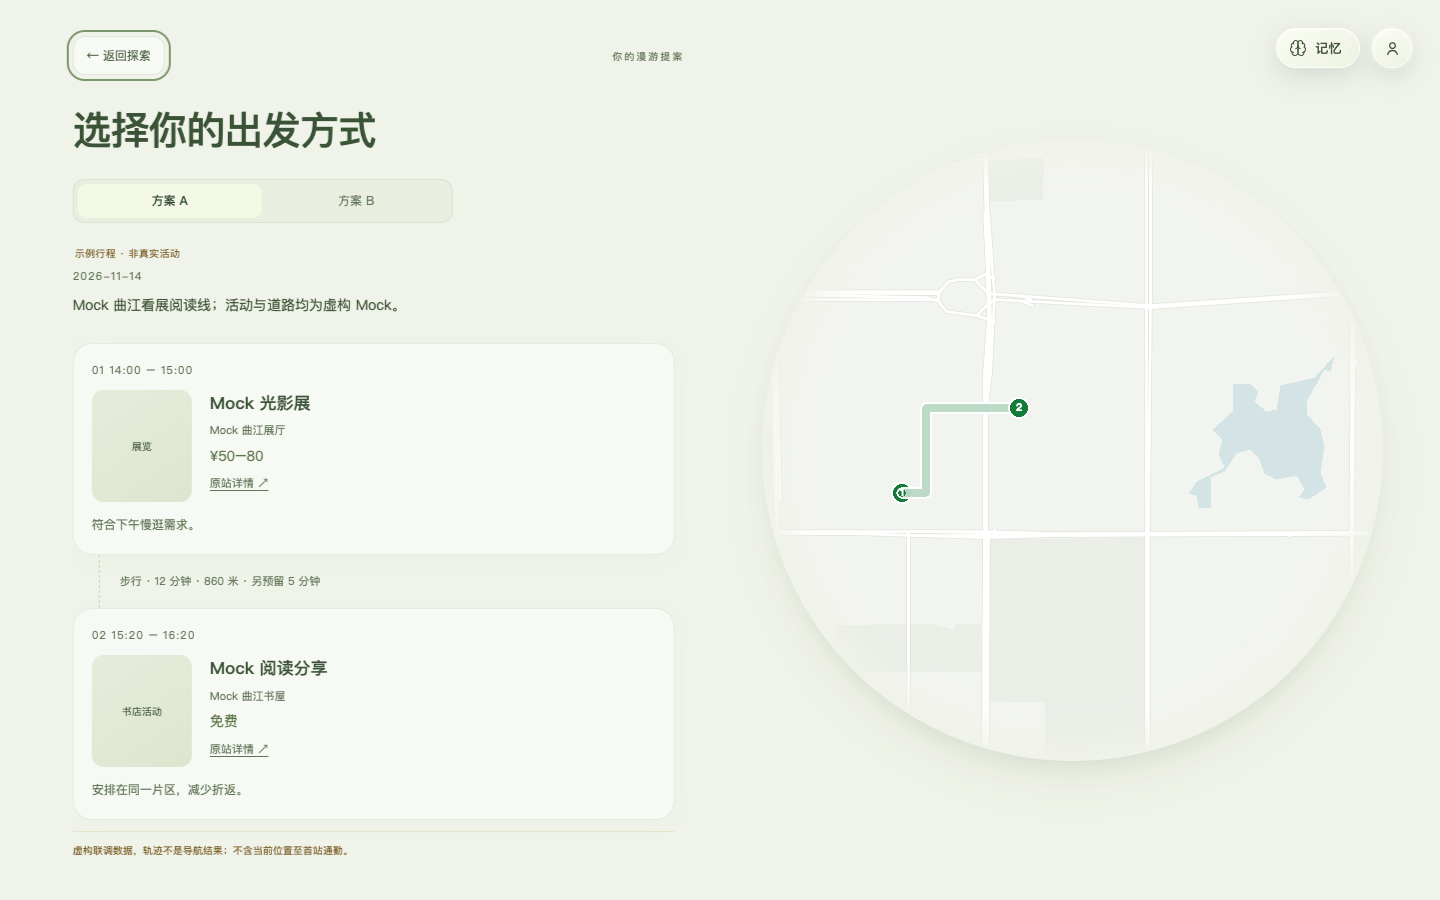 ← 返回探索
你的漫游提案
记忆
选择你的出发方式
方案 A
方案 B
示例行程 · 非真实活动
2026-11-14
Mock 曲江看展阅读线；活动与道路均为虚构 Mock。
01 14:00 — 15:00
展览
Mock 光影展
Mock 曲江展厅
¥50—80
原站详情 ↗
符合下午慢逛需求。
步行 · 12 分钟 · 860 米 · 另预留 5 分钟
02 15:20 — 16:20
书店活动
Mock 阅读分享
Mock 曲江书屋
免费
原站详情 ↗
安排在同一片区，减少折返。
虚构联调数据，轨迹不是导航结果；不含当前位置至首站通勤。
2
1